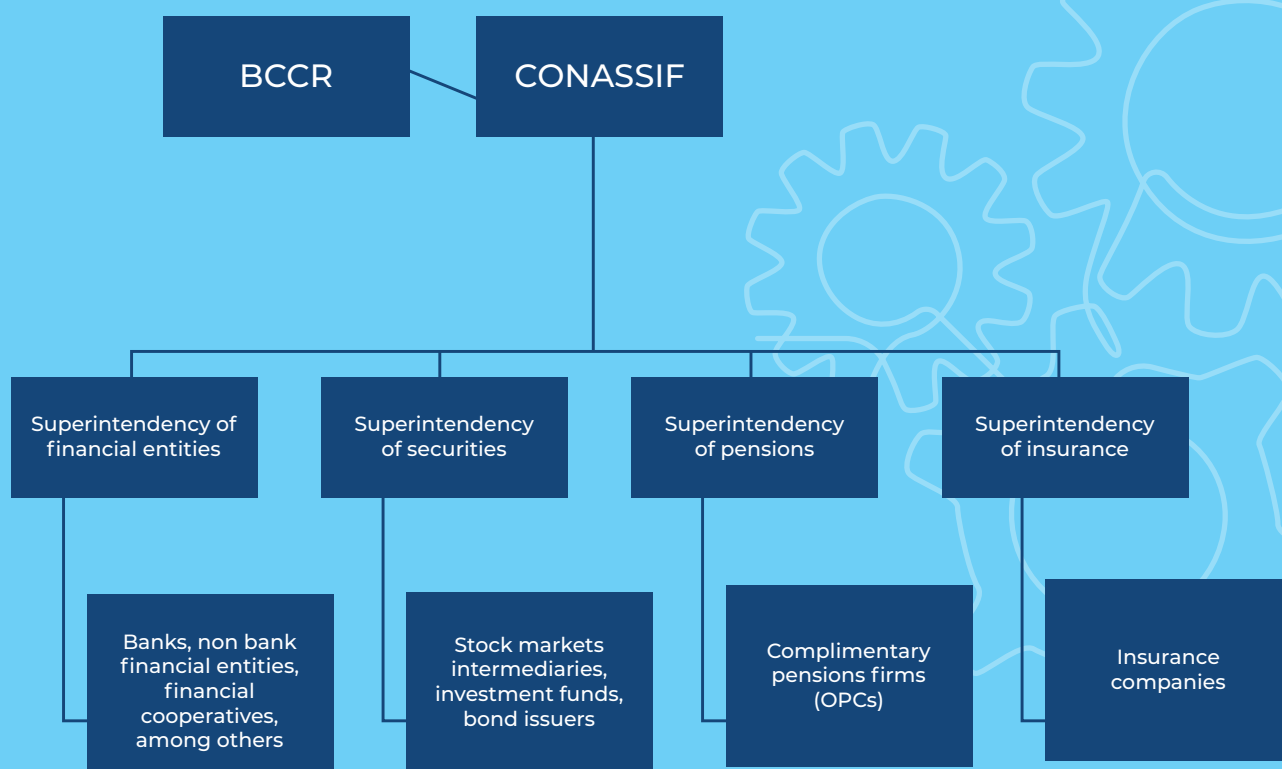 BCCR
CONASSIF
Superintendency of
financial entities
Superintendency
of securities
Superintendency
of pensions
Superintendency
of insurance
Banks, non bank
financial entities,
financial
cooperatives,
among others
Stock markets
intermediaries,
investment funds,
bond issuers
Complimentary
pensions firms
(OPCs)
Insurance
companies